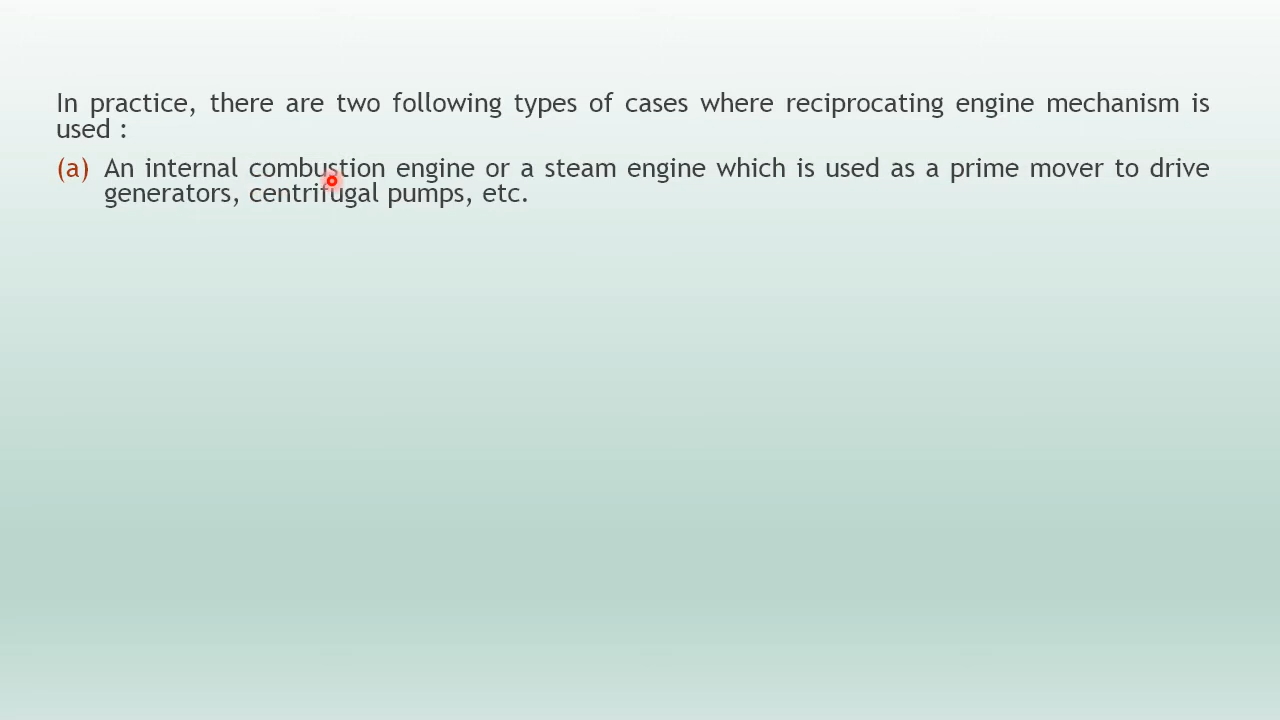 In practice, there are two following types of cases where reciprocating engine mechanism is
used :
(a) An internal combustion engine or a steam engine which is used as a prime mover to drive
generators, centrifugal pumps, etc.